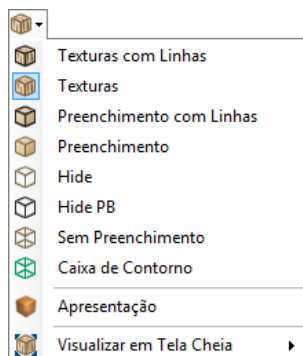 Texturas com Linhas
Texturas
Preenchimento com Linhas
Preenchimento
Hide
Hide PB
Sem Preenchimento
Caixa de Contorno
Apresentação
Visualizar em Tela Cheia